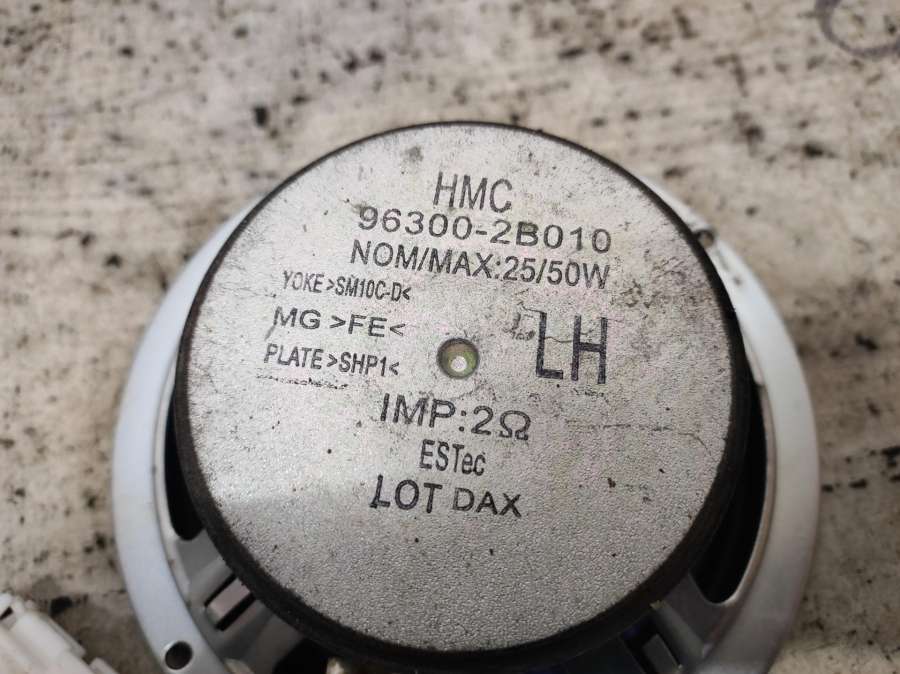 HMC
96300-2B010
NOM/MAX:25/50W
YOKE>SM10C-D<
MG >FE<
PLATE>SHP1<
LH
IMP:2Ω
ESTec
LOT DAX